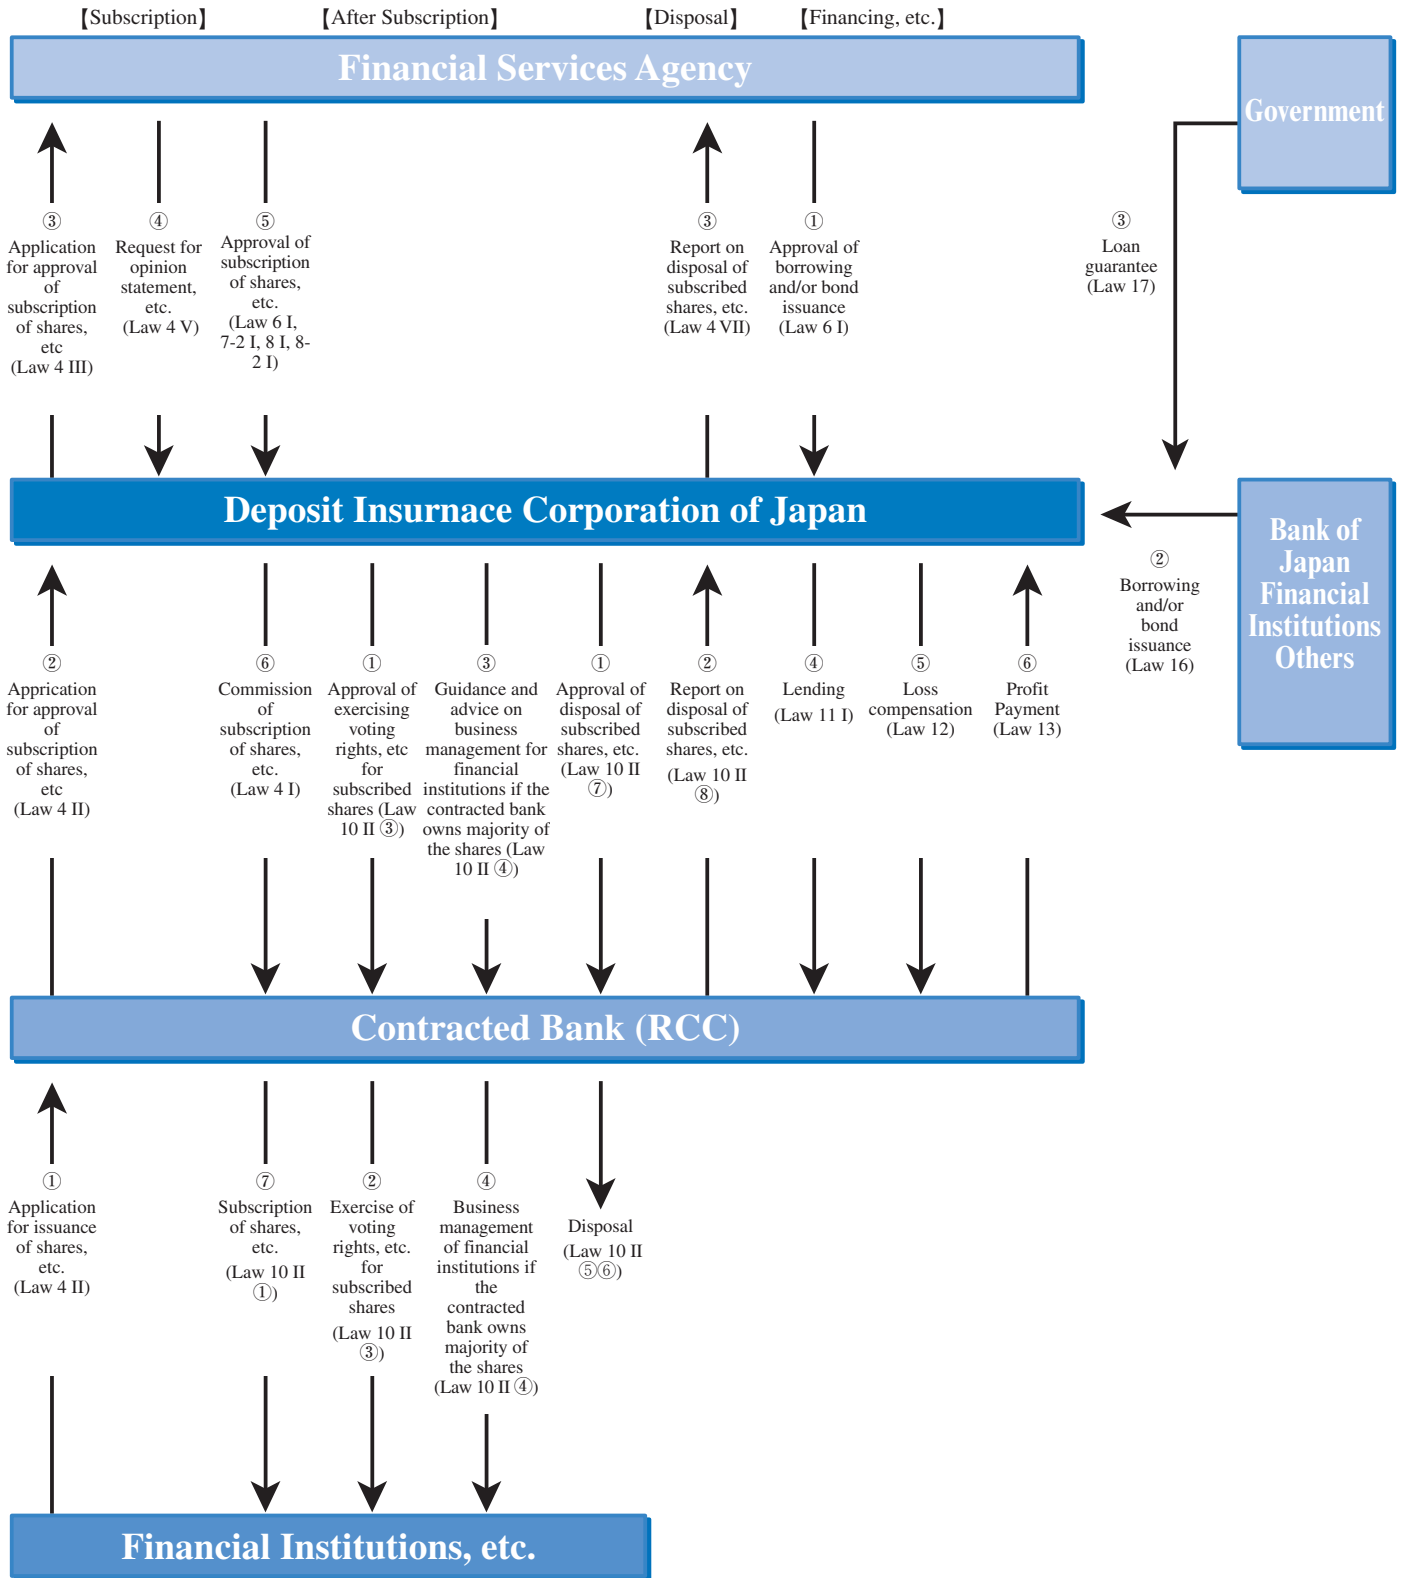 【Subscription】
【After Subscription】
【Disposal】
【Financing, etc.】
Financial Services Agency
Government
③
Application
for approval
of
subscription
of shares,
etc
(Law 4 III)
④
Request for
opinion
statement,
etc.
(Law 4 V)
⑤
Approval of
subscription
of shares,
etc.
(Law 6 I,
7-2 I, 8 I, 8-
2 I)
③
Report on
disposal of
subscribed
shares, etc.
(Law 4 VII)
①
Approval of
borrowing
and/or bond
issuance
(Law 6 I)
③
Loan
guarantee
(Law 17)
Deposit Insurnace Corporation of Japan
Bank of
Japan
Financial
Institutions
Others
②
Borrowing
and/or
bond
issuance
(Law 16)
②
Apprication
for approval
of
subscription
of shares,
etc
(Law 4 II)
⑥
Commission
of
subscription
of shares,
etc.
(Law 4 I)
①
Approval of
exercising
voting
rights, etc
for
subscribed
shares (Law
10 II ③)
③
Guidance and
advice on
business
management for
financial
institutions if the
contracted bank
owns majority of
the shares (Law
10 II ④)
①
Approval of
disposal of
subscribed
shares, etc.
(Law 10 II
⑦)
②
Report on
disposal of
subscribed
shares, etc.
(Law 10 II
⑧)
④
Lending
(Law 11 I)
⑤
Loss
compensation
(Law 12)
⑥
Profit
Payment
(Law 13)
Contracted Bank (RCC)
①
Application
for issuance
of shares,
etc.
(Law 4 II)
⑦
Subscription
of shares,
etc.
(Law 10 II
①)
②
Exercise of
voting
rights, etc.
for
subscribed
shares
(Law 10 II
③)
④
Business
management
of financial
institutions if
the
contracted
bank owns
majority of
the shares
(Law 10 II ④)
Disposal
(Law 10 II
⑤⑥)
Financial Institutions, etc.